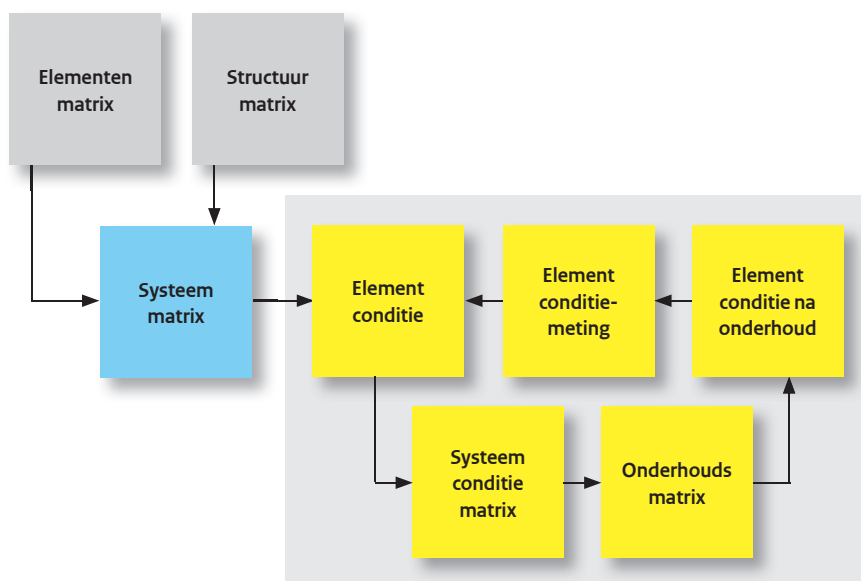 Elementen
matrix
Structuur
matrix
Systeem
matrix
Element
conditie
Element
conditie-
meting
Element
conditie na
onderhoud
Systeem
conditie
matrix
Onderhouds
matrix